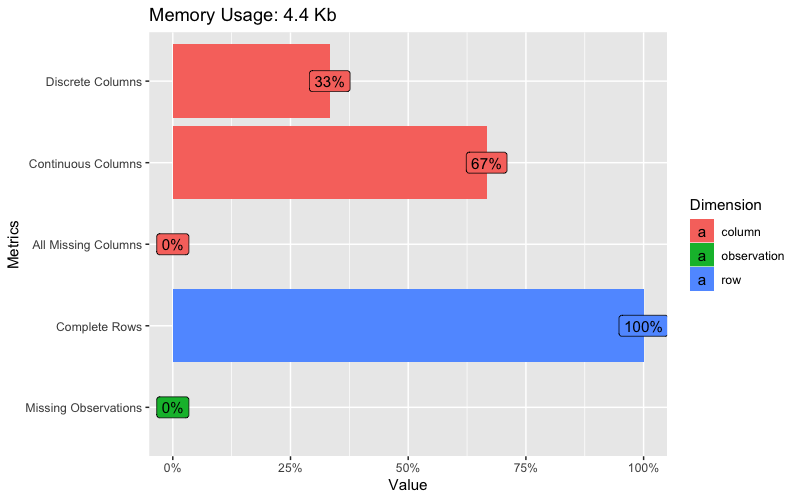 Memory Usage: 4.4 Kb
Metrics
Discrete Columns
33%
Continuous Columns
67%
All Missing Columns
0%
Complete Rows
100%
Missing Observations
0%
0%
25%
50%
75%
100%
Value
Dimension
a column
a observation
a row